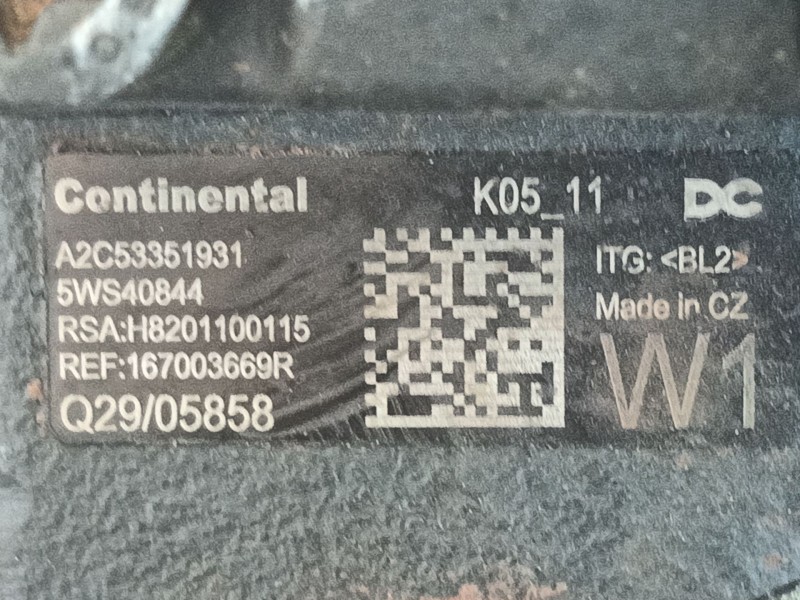 Continental
A2C53351931
5WS40844
RSA:H8201100115
REF:167003669R
Q29/05858
K05_11
DC
ITG: <BL2>
Made in CZ
W1